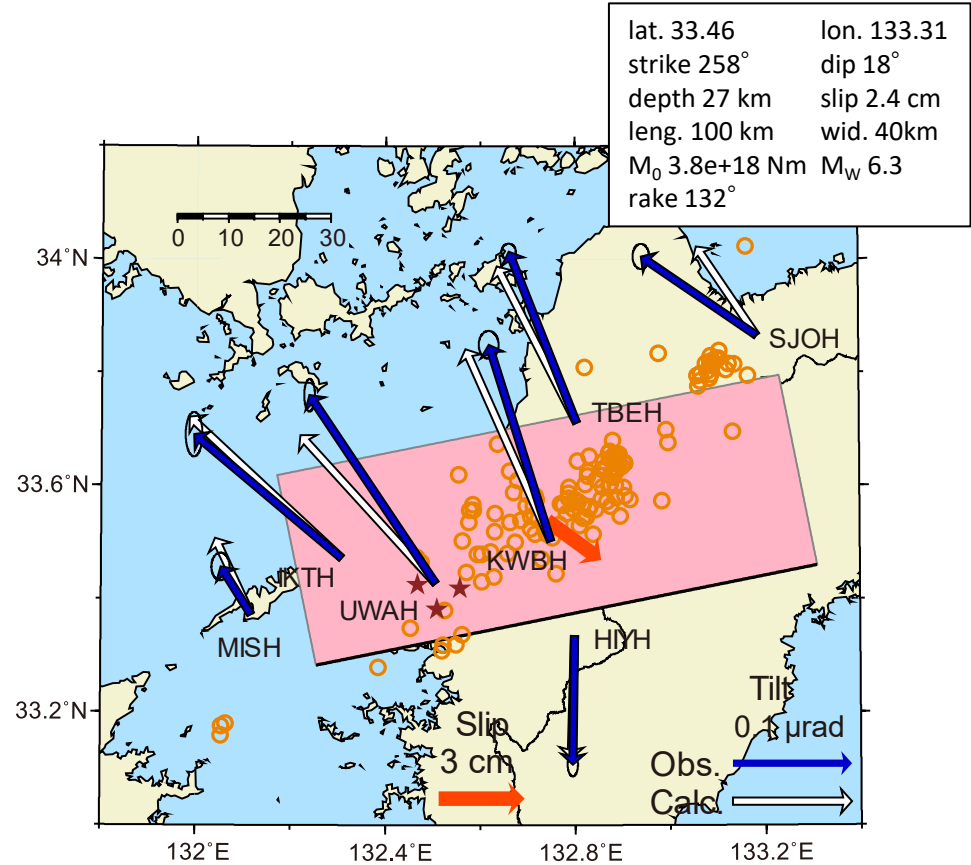 lat. 33.46 lon. 133.31
strike 258° dip 18°
depth 27 km slip 2.4 cm
leng. 100 km wid. 40km
M₀ 3.8e+18 Nm M_W 6.3
rake 132°
0 10 20 30
34˚N
SJOH
TBEH
33.6˚N
KWBH
IKTH
UWAH
MISH
HIYH
33.2˚N
Slip
3 cm
Tilt
0.1 μrad
Obs.
Calc.
132˚E 132.4˚E 132.8˚E 133.2˚E